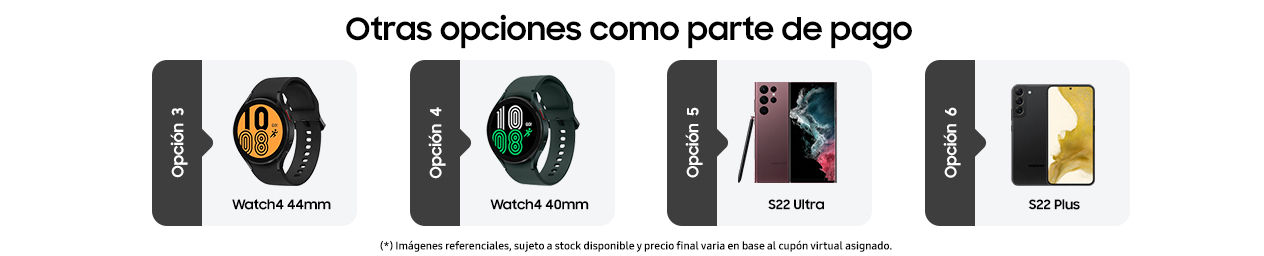 Otras opciones como parte de pago
Opción 3
Watch4 44mm
Opción 4
Watch4 40mm
Opción 5
S22 Ultra
Opción 6
S22 Plus
(*) Imágenes referenciales, sujeto a stock disponible y precio final varia en base al cupón virtual asignado.